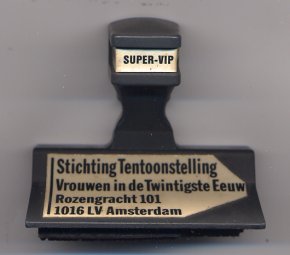 SUPER-VIP
Stichting Tentoonstelling
Vrouwen in de Twintigste Eeuw
Rozengracht 101
1016 LV Amsterdam